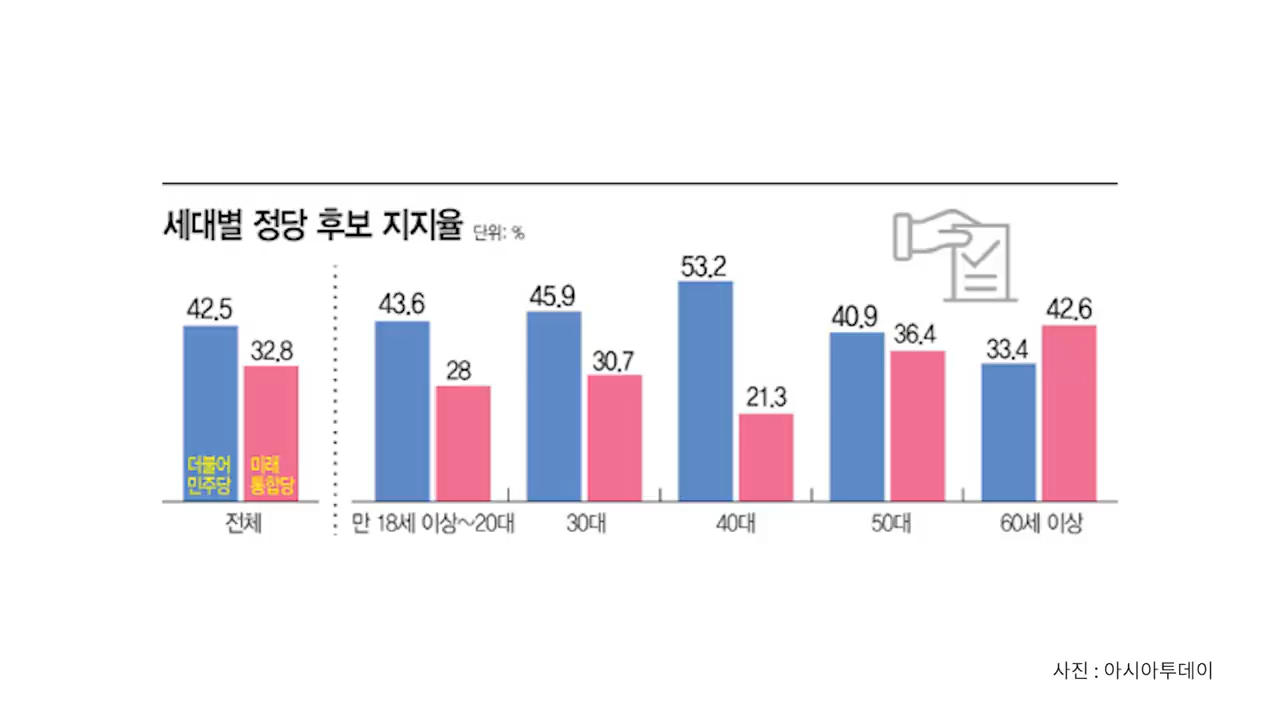 세대별 정당 후보 지지율 단위: %
42.5
32.8
43.6
28
45.9
30.7
53.2
21.3
40.9
36.4
33.4
42.6
더불어
민주당
미래
통합당
전체
만 18세 이상~20대
30대
40대
50대
60세 이상
사진 : 아시아투데이